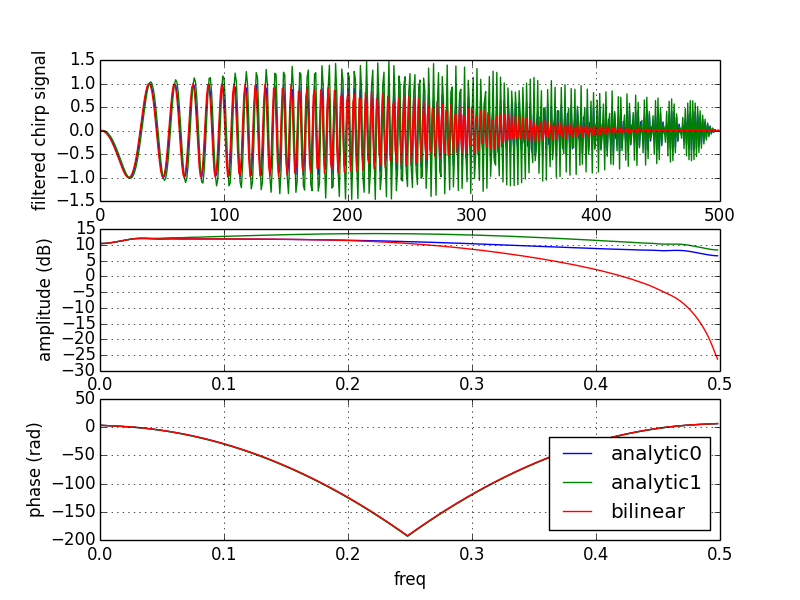 filtered chirp signal
1.5
1.0
0.5
0.0
−0.5
−1.0
−1.5
0 100 200 300 400 500
amplitude (dB)
15
10
5
0
−5
−10
−15
−20
−25
−30
0.0 0.1 0.2 0.3 0.4 0.5
phase (rad)
50
0
−50
−100
−150
−200
analytic0
analytic1
bilinear
0.0 0.1 0.2 0.3 0.4 0.5
freq